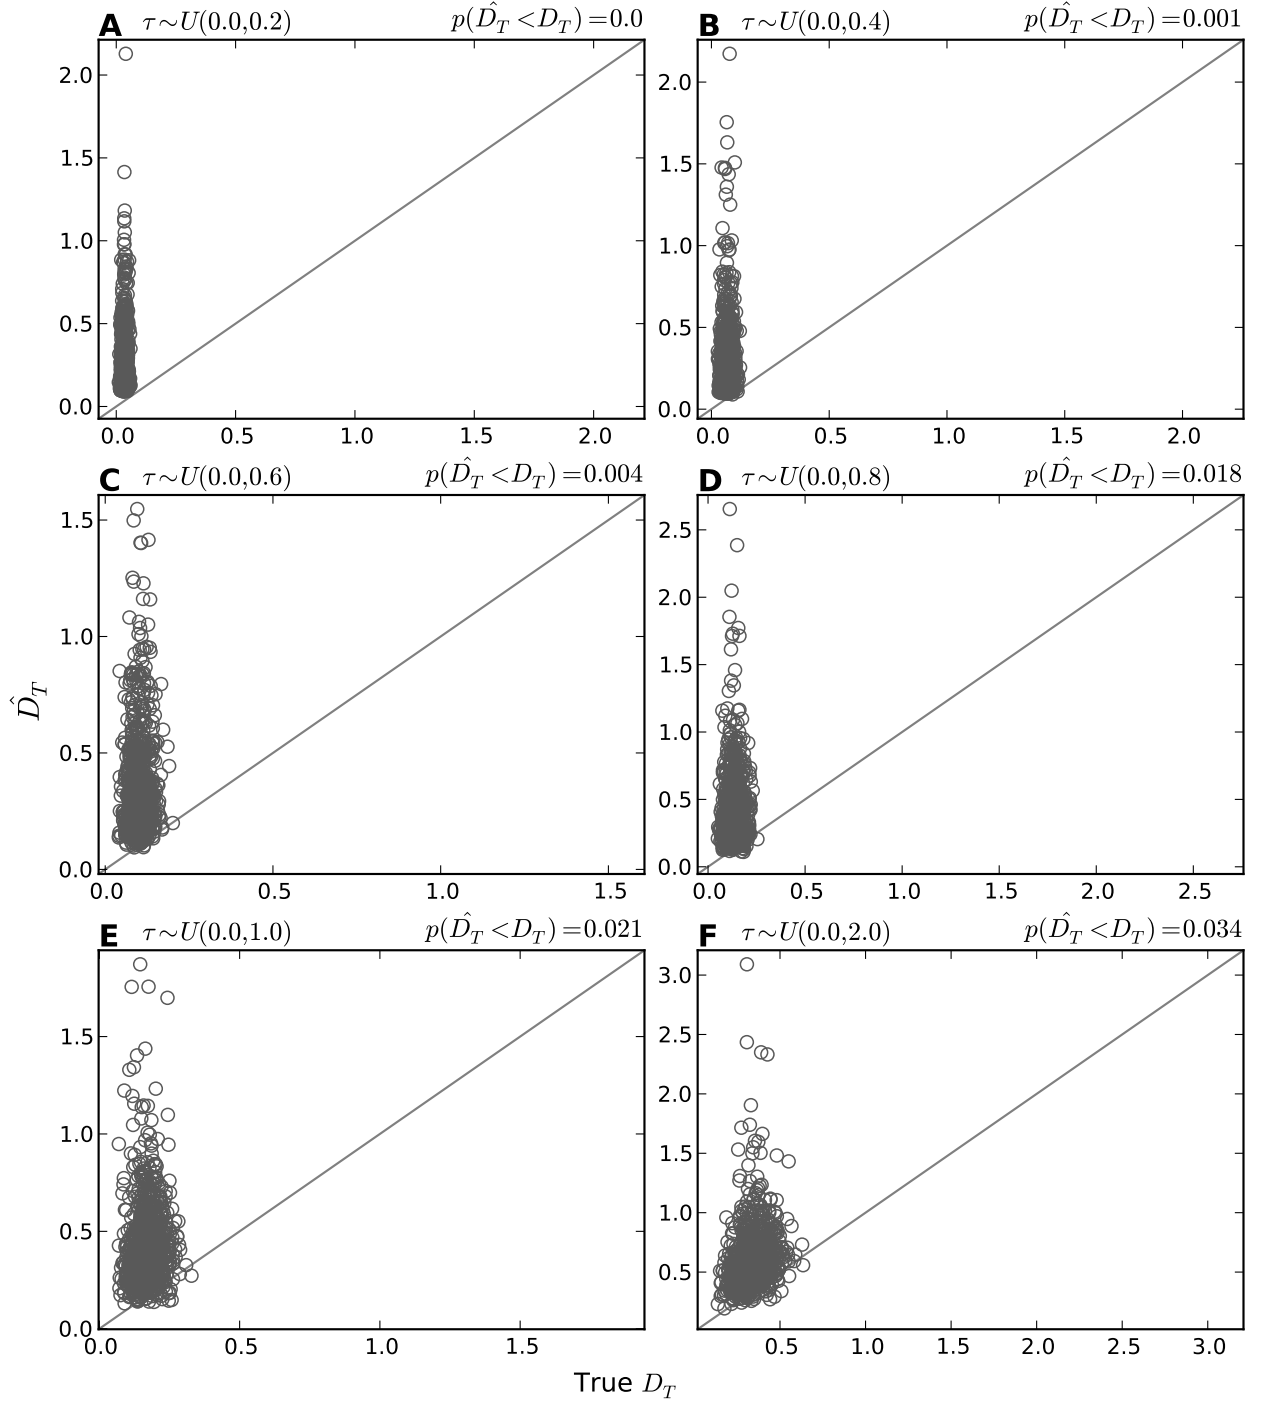 A τ∼U(0.0,0.2) p(D̂_T<D_T)=0.0
B τ∼U(0.0,0.4) p(D̂_T<D_T)=0.001
2.0
1.5
1.0
0.5
0.0
0.0 0.5 1.0 1.5 2.0
2.0
1.5
1.0
0.5
0.0
0.0 0.5 1.0 1.5 2.0
C τ∼U(0.0,0.6) p(D̂_T<D_T)=0.004
D τ∼U(0.0,0.8) p(D̂_T<D_T)=0.018
1.5
1.0
0.5
0.0
0.0 0.5 1.0 1.5
2.5
2.0
1.5
1.0
0.5
0.0
0.0 0.5 1.0 1.5 2.0 2.5
D̂_T
E τ∼U(0.0,1.0) p(D̂_T<D_T)=0.021
F τ∼U(0.0,2.0) p(D̂_T<D_T)=0.034
1.5
1.0
0.5
0.0
0.0 0.5 1.0 1.5
3.0
2.5
2.0
1.5
1.0
0.5
0.5 1.0 1.5 2.0 2.5 3.0
True D_T